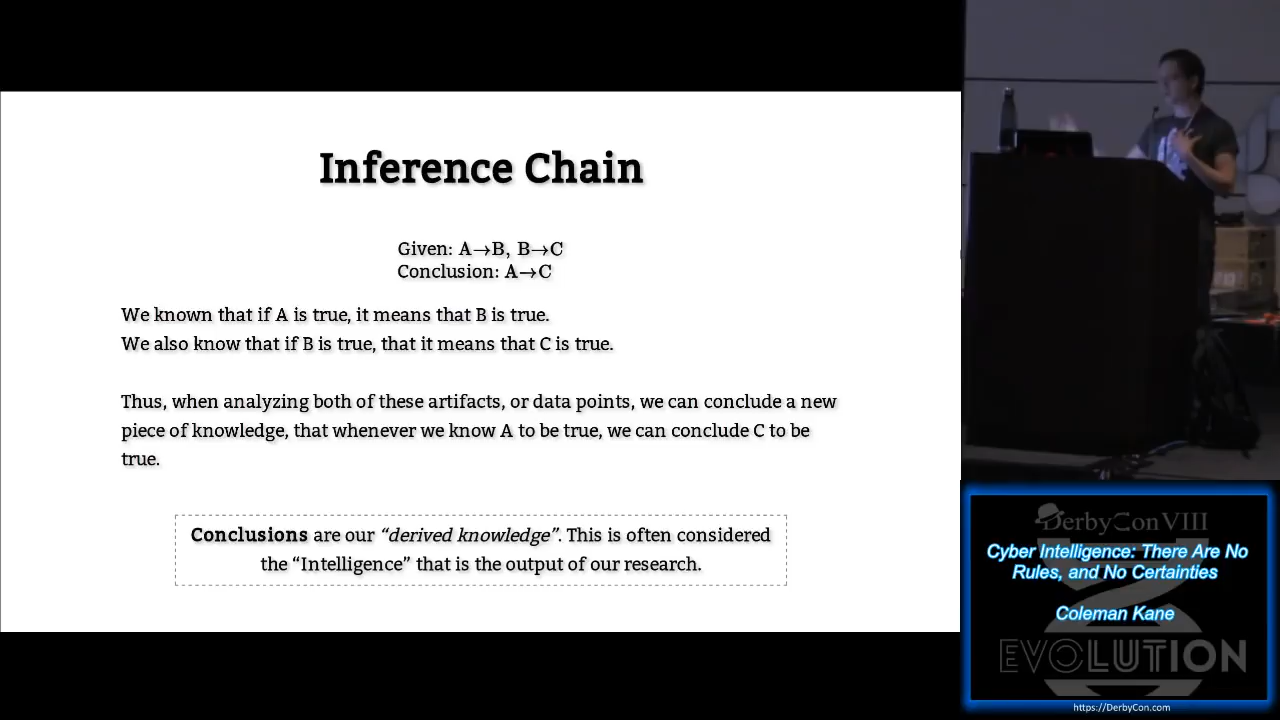 Inference Chain
Given: A→B, B→C
Conclusion: A→C
We known that if A is true, it means that B is true.
We also know that if B is true, that it means that C is true.
Thus, when analyzing both of these artifacts, or data points, we can conclude a new
piece of knowledge, that whenever we know A to be true, we can conclude C to be
true.
Conclusions are our “derived knowledge”. This is often considered
the “Intelligence” that is the output of our research.
DerbyCon VIII
Cyber Intelligence: There Are No
Rules, and No Certainties
Coleman Kane
EVOLUTION
https://DerbyCon.com